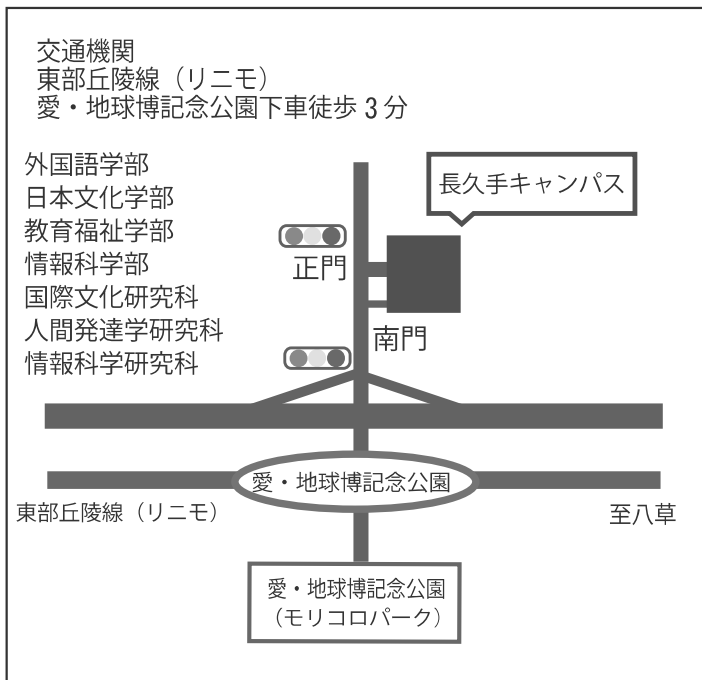 交通機関
東部丘陵線（リニモ）
愛・地球博記念公園下車徒歩 3 分
外国語学部
日本文化学部
教育福祉学部
情報科学部
国際文化研究科
人間発達学研究科
情報科学研究科
長久手キャンパス
正門
南門
愛・地球博記念公園
東部丘陵線（リニモ）
至八草
愛・地球博記念公園
（モリコロパーク）